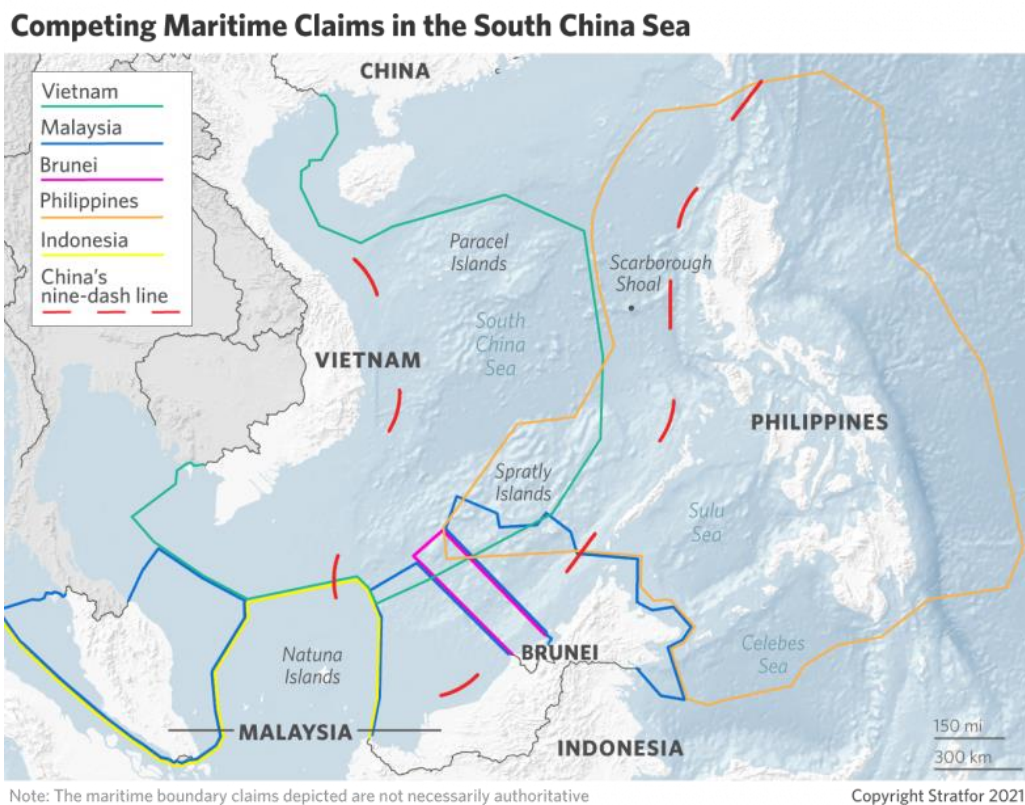 Competing Maritime Claims in the South China Sea
Vietnam
Malaysia
Brunei
Philippines
Indonesia
China's
nine-dash line
CHINA
Paracel
Islands
Scarborough
Shoal
South
China
Sea
VIETNAM
PHILIPPINES
Spratly
Islands
Sulu
Sea
BRUNEI
Celebes
Sea
Natuna
Islands
MALAYSIA
INDONESIA
150 mi
300 km
Note: The maritime boundary claims depicted are not necessarily authoritative
Copyright Stratfor 2021